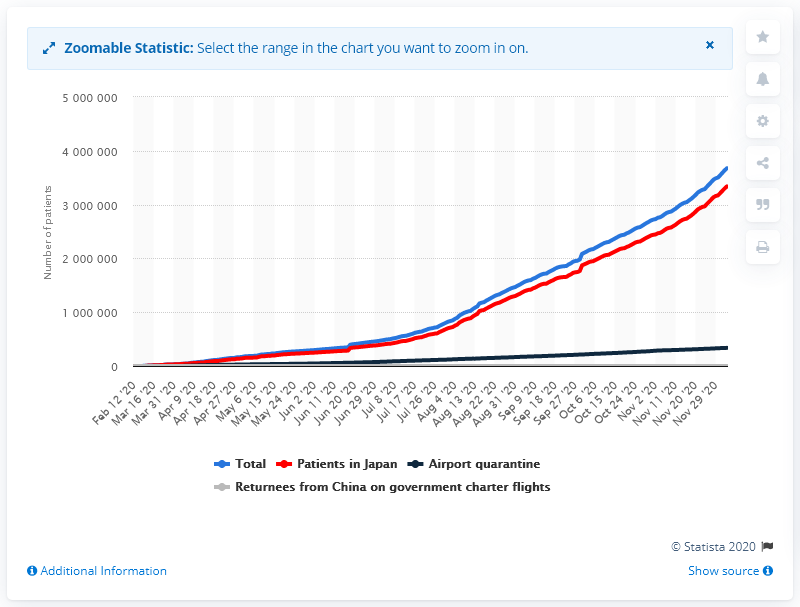 Zoomable Statistic: Select the range in the chart you want to zoom in on.
×
5 000 000
4 000 000
3 000 000
2 000 000
1 000 000
0
Number of patients
Feb 12 '20
Mar 16 '20
Mar 31 '20
Apr 9 '20
Apr 18 '20
Apr 27 '20
May 6 '20
May 15 '20
May 24 '20
Jun 2 '20
Jun 11 '20
Jun 20 '20
Jun 29 '20
Jul 8 '20
Jul 17 '20
Jul 26 '20
Aug 4 '20
Aug 13 '20
Aug 22 '20
Aug 31 '20
Sep 9 '20
Sep 18 '20
Sep 27 '20
Oct 6 '20
Oct 15 '20
Oct 24 '20
Nov 2 '20
Nov 11 '20
Nov 20 '20
Nov 29 '20
Total Patients in Japan Airport quarantine
Returnees from China on government charter flights
© Statista 2020
Additional Information
Show source